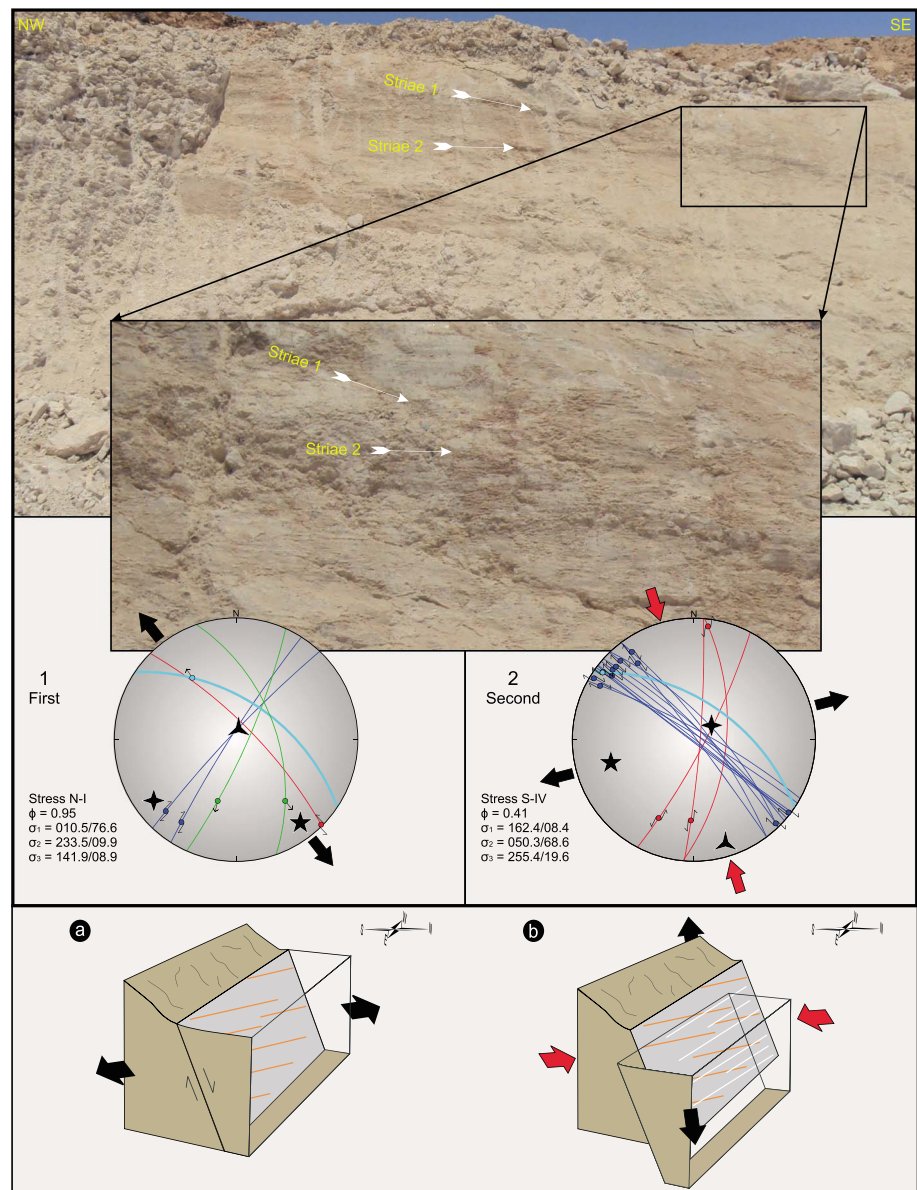 NW
SE
Striae 1
Striae 2
Striae 1
Striae 2
N
1
First
Stress N-I
ϕ = 0.95
σ1 = 010.5/76.6
σ2 = 233.5/09.9
σ3 = 141.9/08.9
N
2
Second
Stress S-IV
ϕ = 0.41
σ1 = 162.4/08.4
σ2 = 050.3/68.6
σ3 = 255.4/19.6
a
b